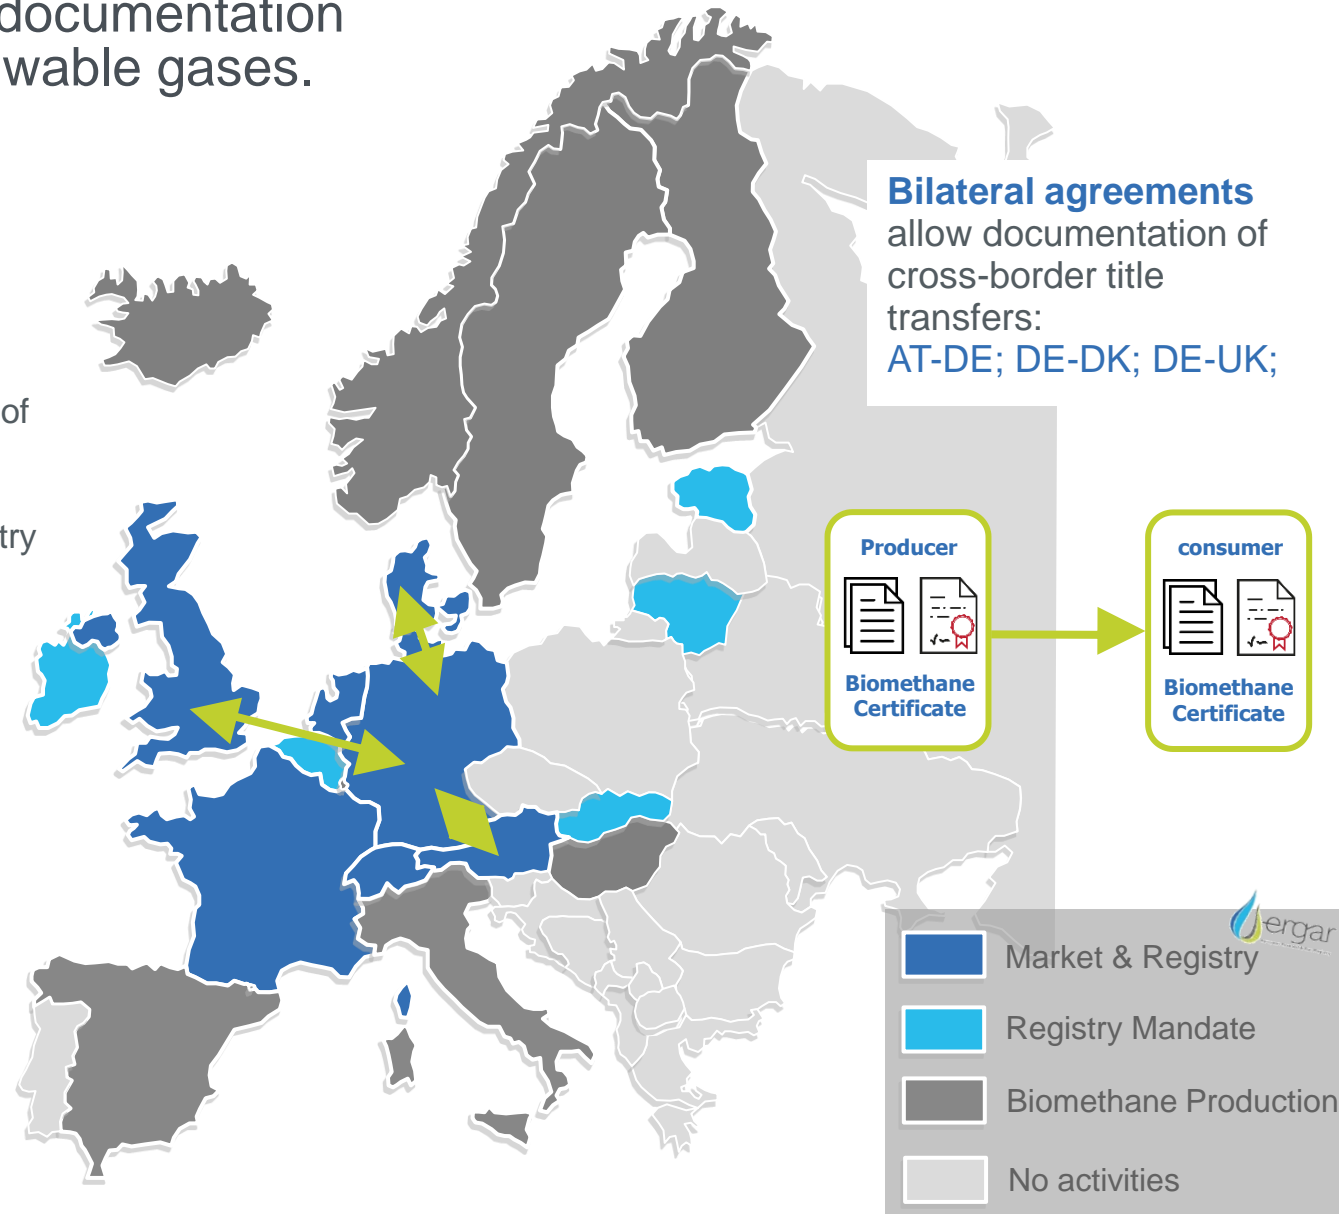 documentation
wable gases.
Bilateral agreements
allow documentation of
cross-border title
transfers:
AT-DE; DE-DK; DE-UK;
of
try
Producer
Biomethane
Certificate
consumer
Biomethane
Certificate
ergar
Market & Registry
Registry Mandate
Biomethane Production
No activities